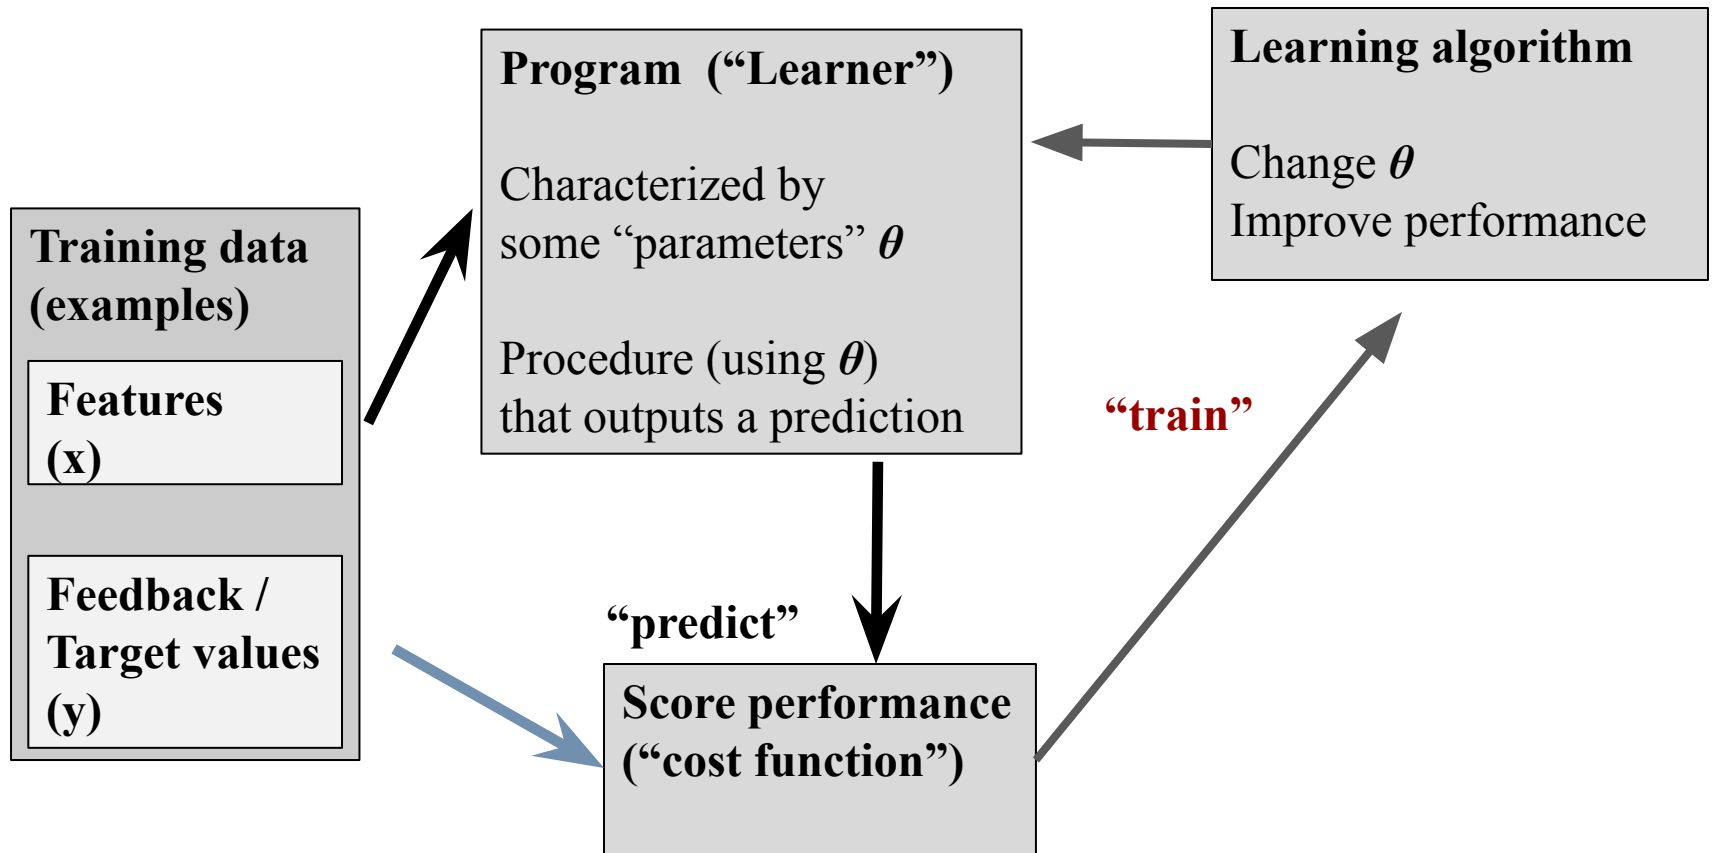 Training data
(examples)
Features
(x)
Feedback /
Target values
(y)
Program  (“Learner”)
Characterized by
some “parameters” θ
Procedure (using θ)
that outputs a prediction
“predict”
Score performance
(“cost function”)
“train”
Learning algorithm
Change θ
Improve performance